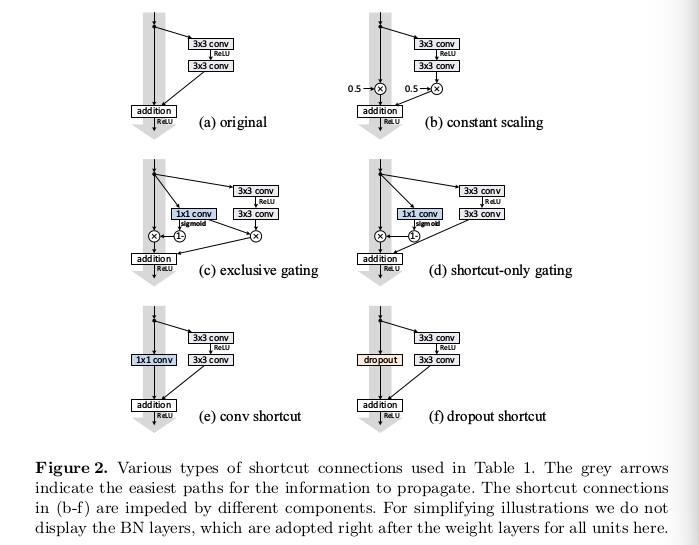 3x3 conv
ReLU
3x3 conv
addition
ReLU
(a) original
3x3 conv
ReLU
3x3 conv
0.5
0.5
addition
ReLU
(b) constant scaling
3x3 conv
ReLU
1x1 conv
3x3 conv
sigmoid
1-
addition
ReLU
(c) exclusive gating
3x3 conv
ReLU
1x1 conv
3x3 conv
sigmoid
1-
addition
ReLU
(d) shortcut-only gating
3x3 conv
ReLU
1x1 conv
3x3 conv
addition
ReLU
(e) conv shortcut
3x3 conv
ReLU
dropout
3x3 conv
addition
ReLU
(f) dropout shortcut
Figure 2. Various types of shortcut connections used in Table 1. The grey arrows
indicate the easiest paths for the information to propagate. The shortcut connections
in (b-f) are impeded by different components. For simplifying illustrations we do not
display the BN layers, which are adopted right after the weight layers for all units here.